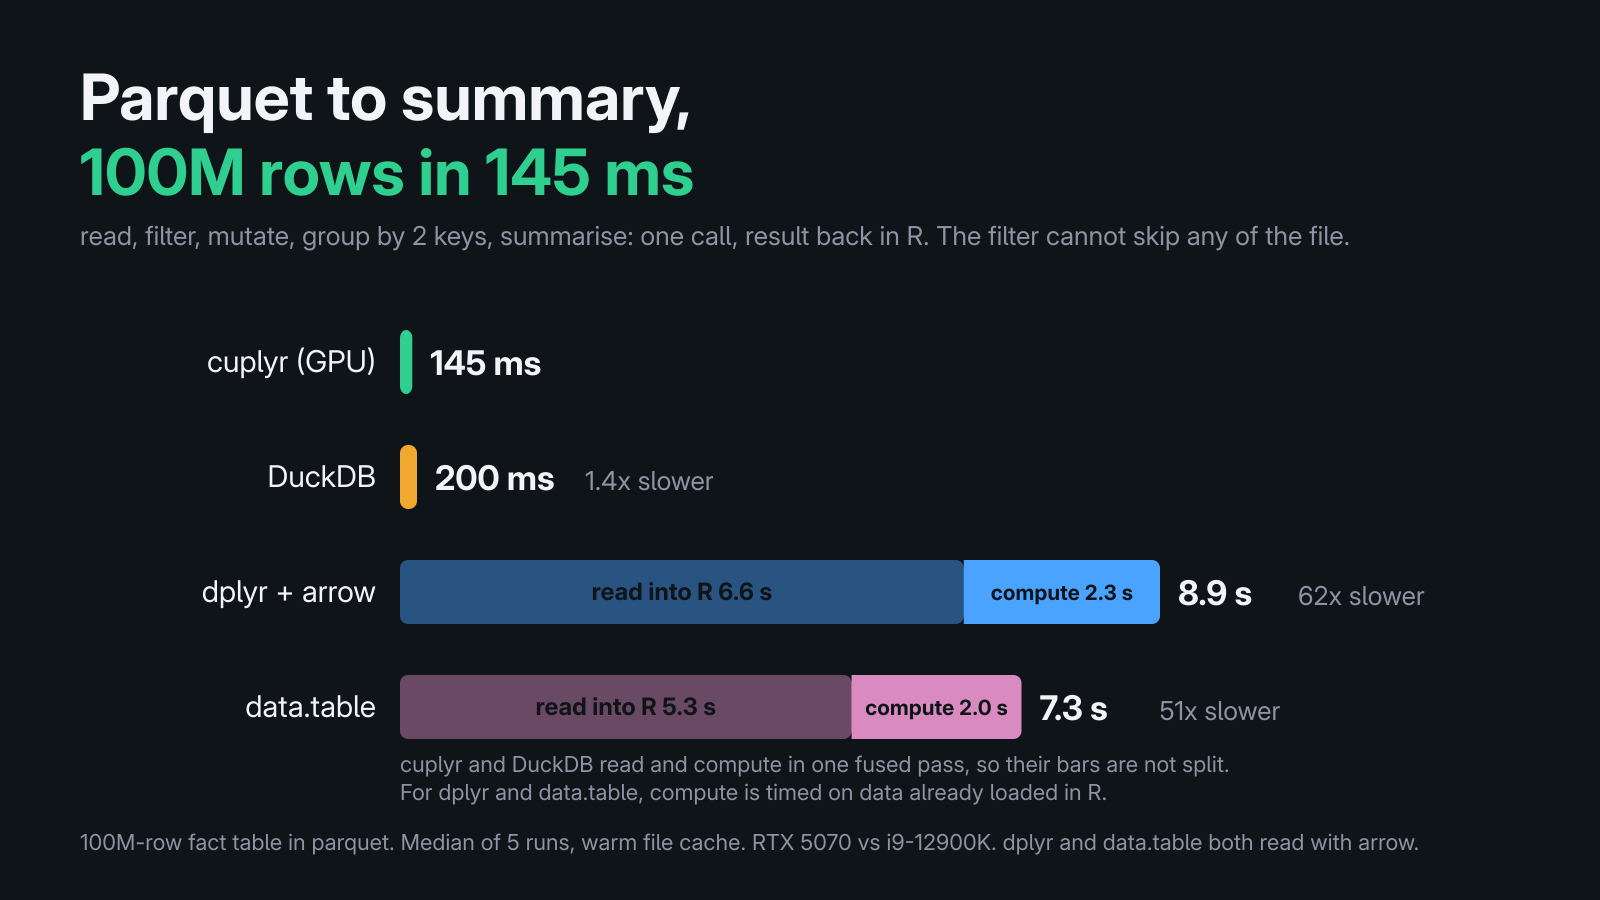 Parquet to summary,
100M rows in 145 ms
read, filter, mutate, group by 2 keys, summarise: one call, result back in R. The filter cannot skip any of the file.
cuplyr (GPU) 145 ms
DuckDB 200 ms 1.4x slower
dplyr + arrow read into R 6.6 s compute 2.3 s 8.9 s 62x slower
data.table read into R 5.3 s compute 2.0 s 7.3 s 51x slower
cuplyr and DuckDB read and compute in one fused pass, so their bars are not split.
For dplyr and data.table, compute is timed on data already loaded in R.
100M-row fact table in parquet. Median of 5 runs, warm file cache. RTX 5070 vs i9-12900K. dplyr and data.table both read with arrow.